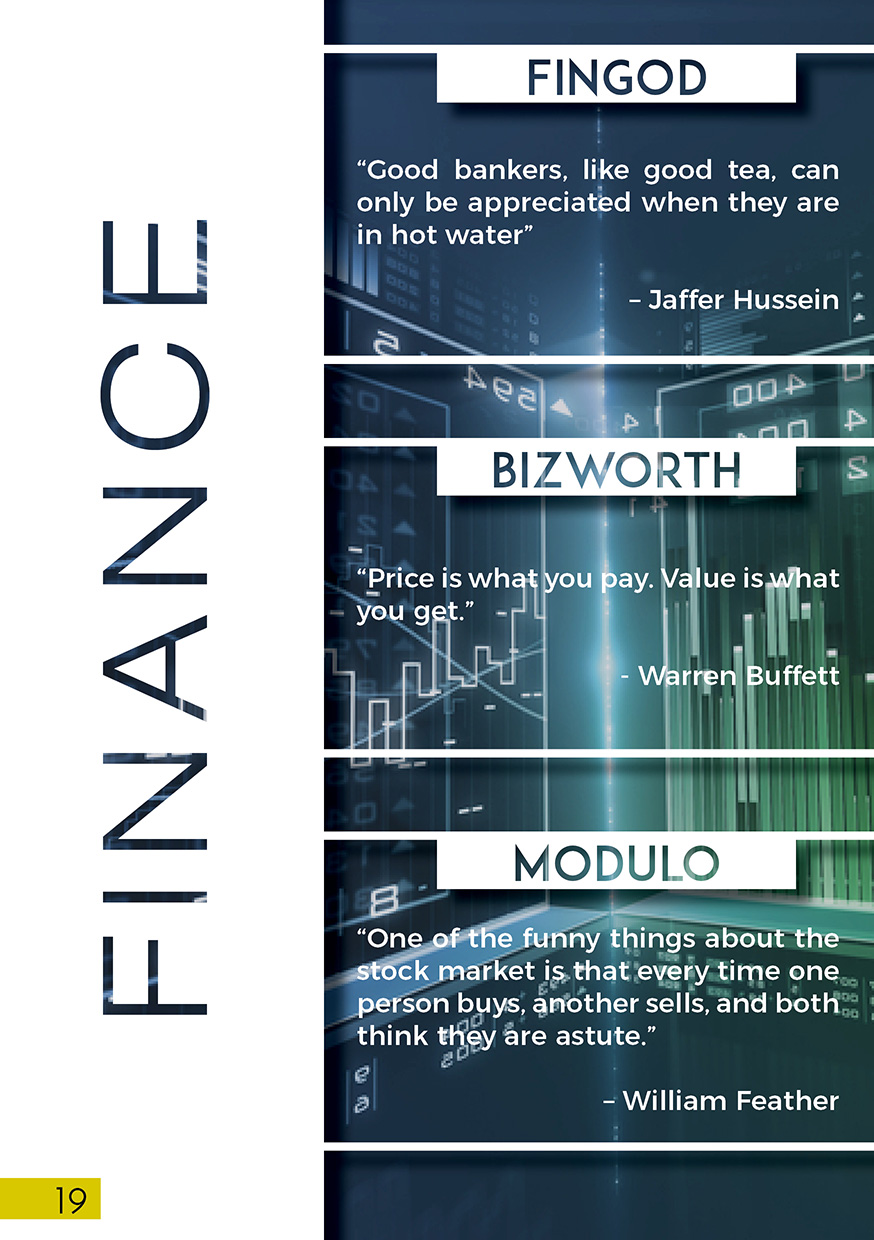 FINANCE
FINGOD
“Good bankers, like good tea, can
only be appreciated when they are
in hot water”
– Jaffer Hussein
BIZWORTH
“Price is what you pay. Value is what
you get.”
- Warren Buffett
MODULO
“One of the funny things about the
stock market is that every time one
person buys, another sells, and both
think they are astute.”
– William Feather
19